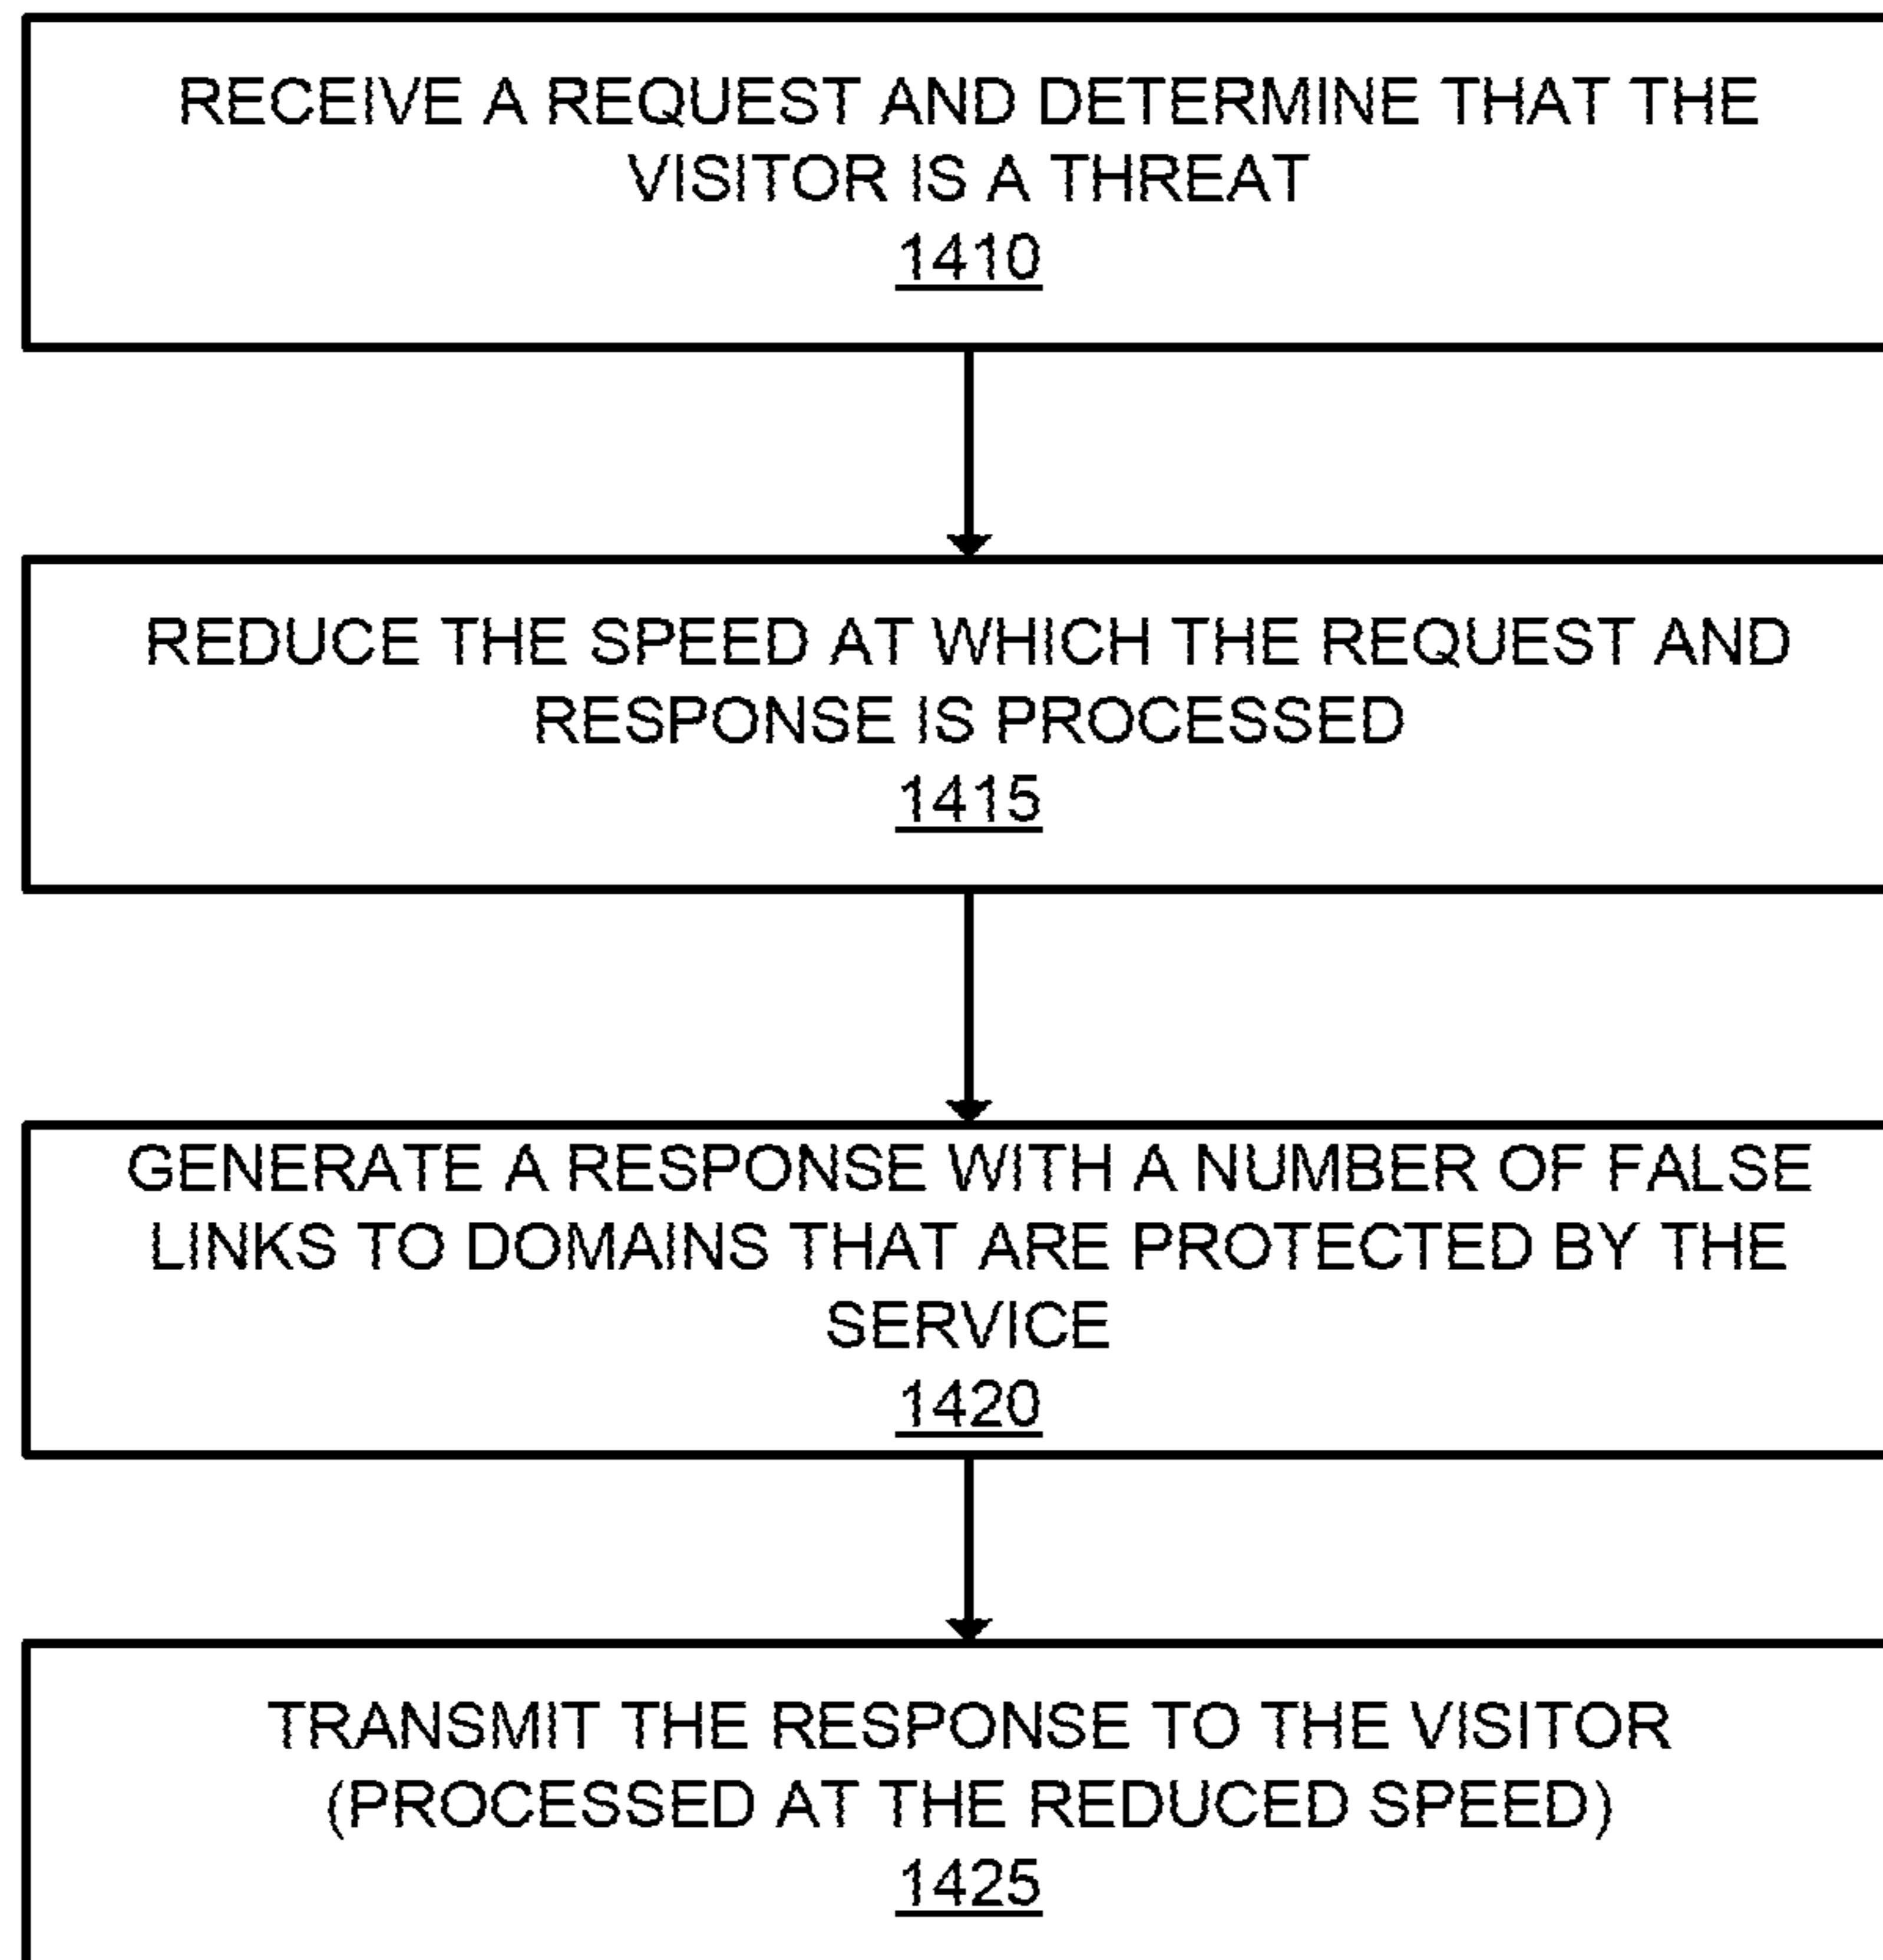 RECEIVE A REQUEST AND DETERMINE THAT THE
VISITOR IS A THREAT
1410
REDUCE THE SPEED AT WHICH THE REQUEST AND
RESPONSE IS PROCESSED
1415
GENERATE A RESPONSE WITH A NUMBER OF FALSE
LINKS TO DOMAINS THAT ARE PROTECTED BY THE
SERVICE
1420
TRANSMIT THE RESPONSE TO THE VISITOR
(PROCESSED AT THE REDUCED SPEED)
1425